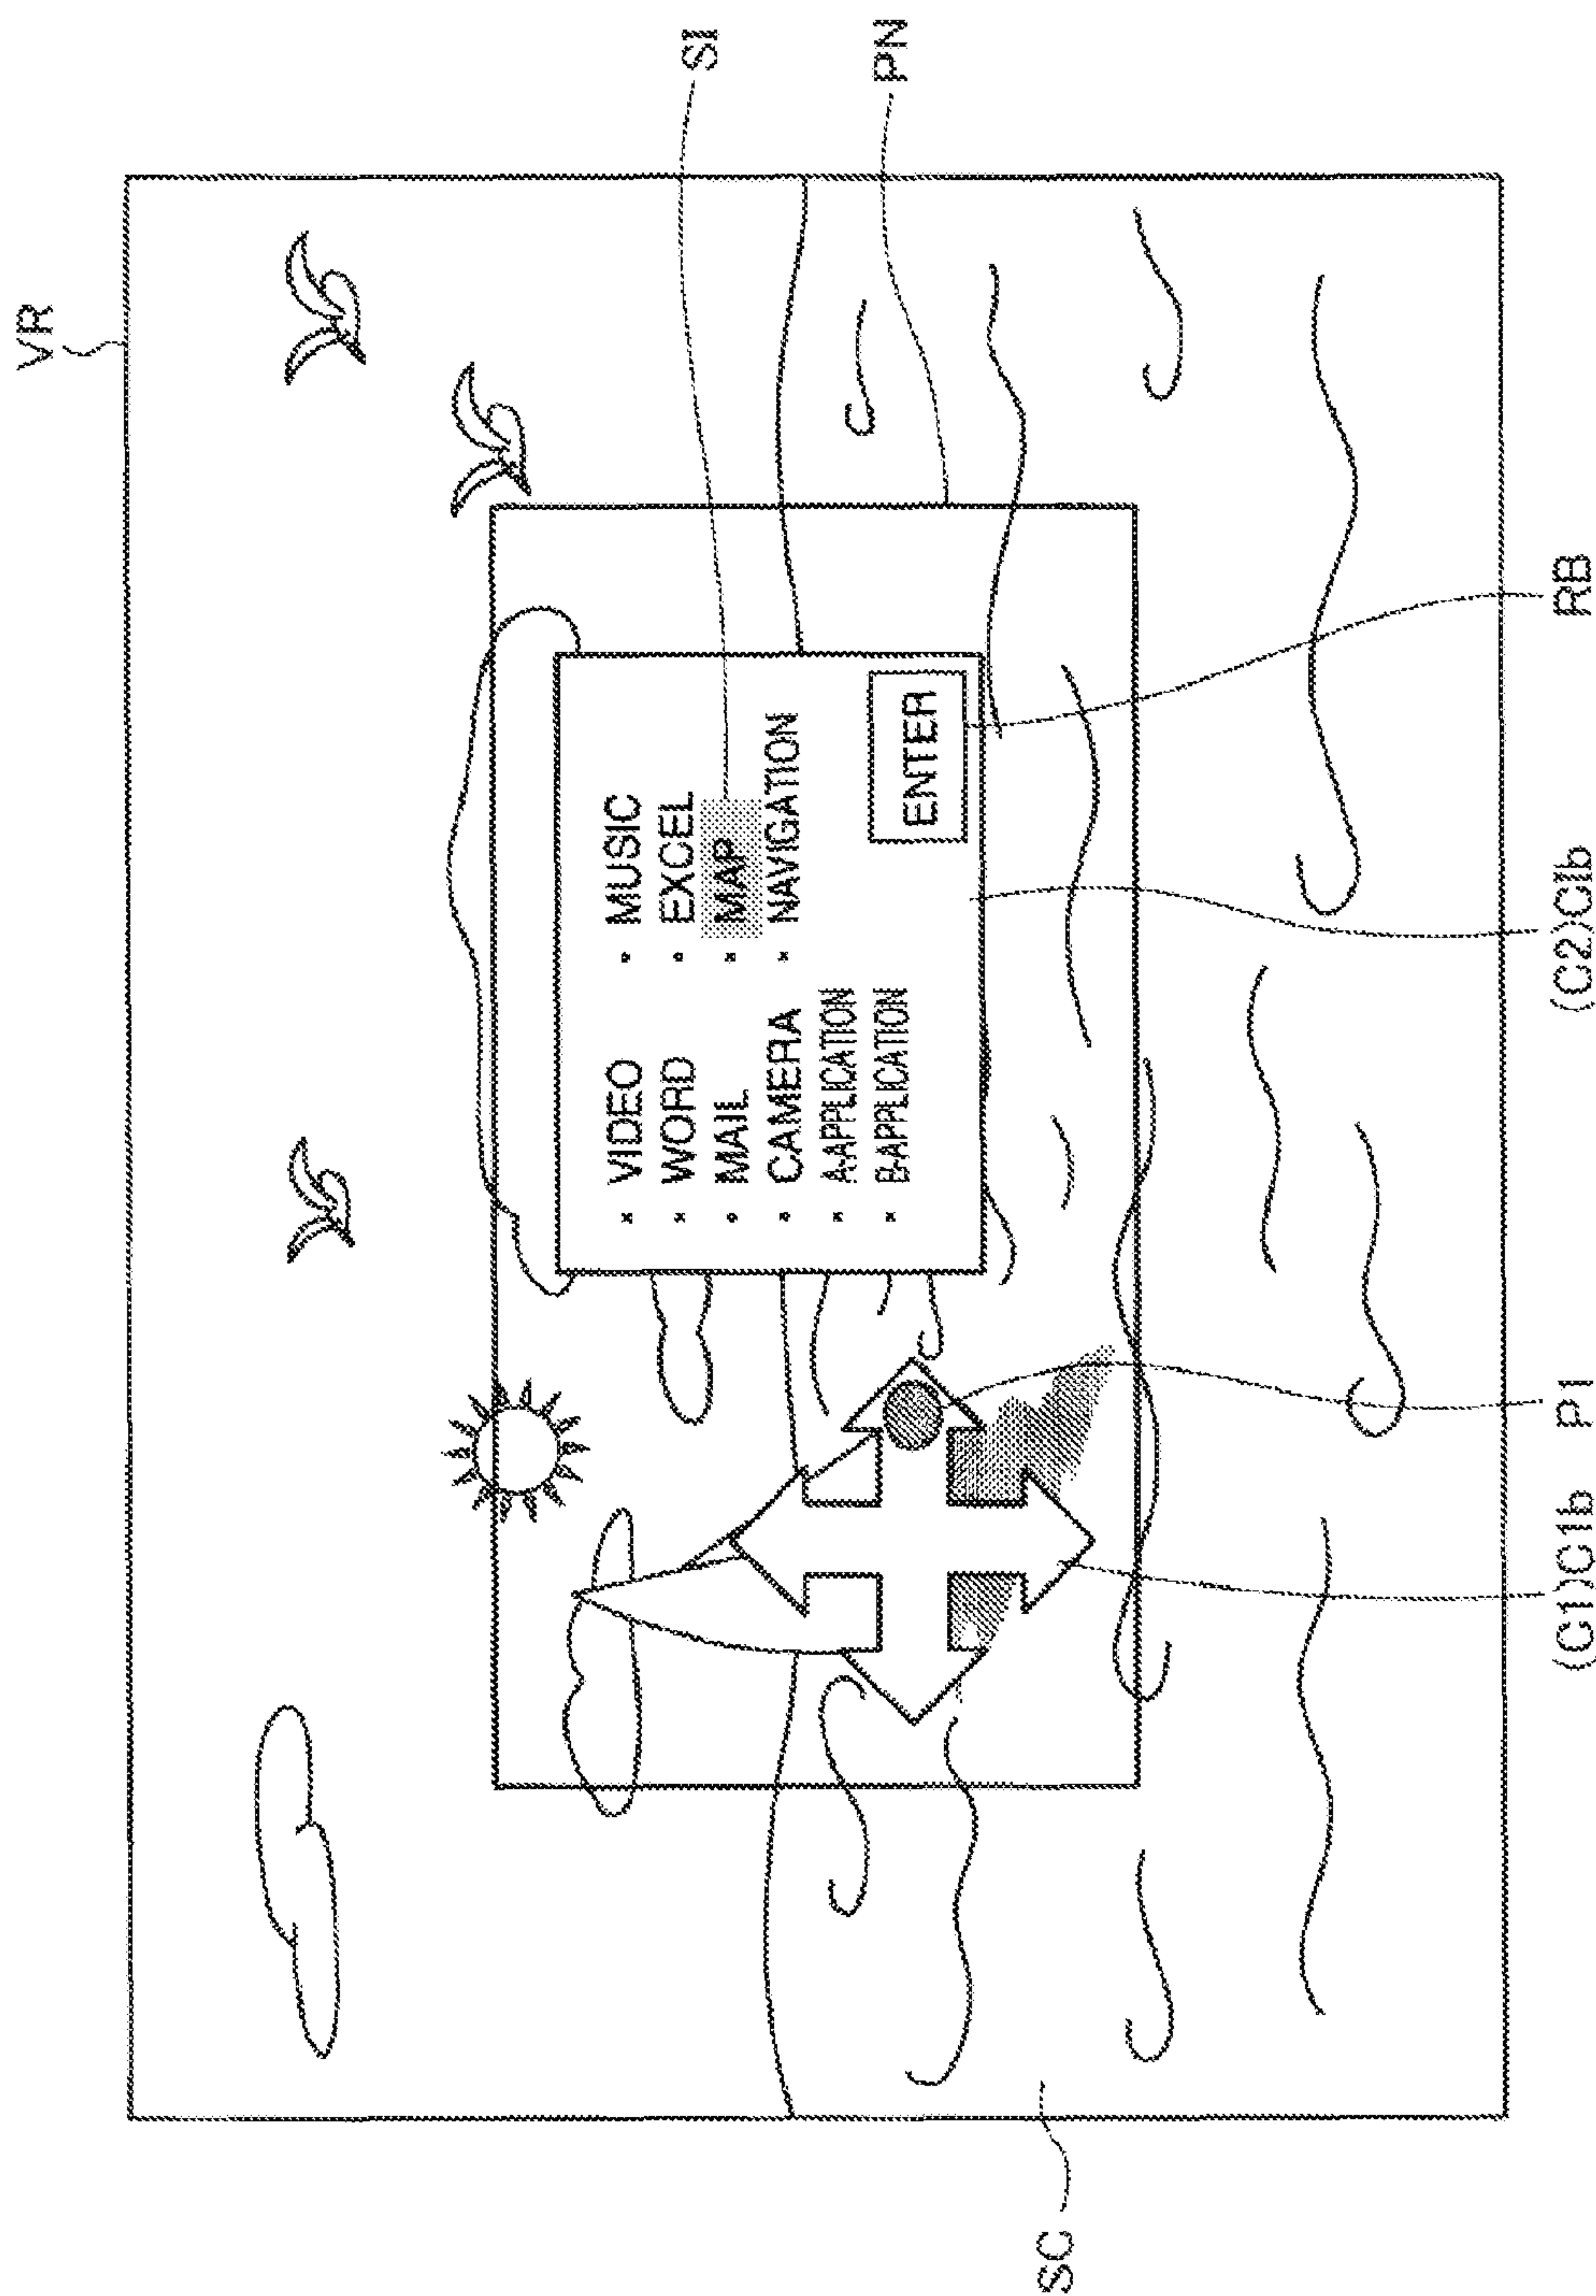 VR
SI
PN
• VIDEO • MUSIC
• WORD • EXCEL
• MAIL • MAP
• CAMERA • NAVIGATION
• A-APPLICATION
• B-APPLICATION
ENTER
SC
(C1)C1b
P1
(C2)CIb
RB